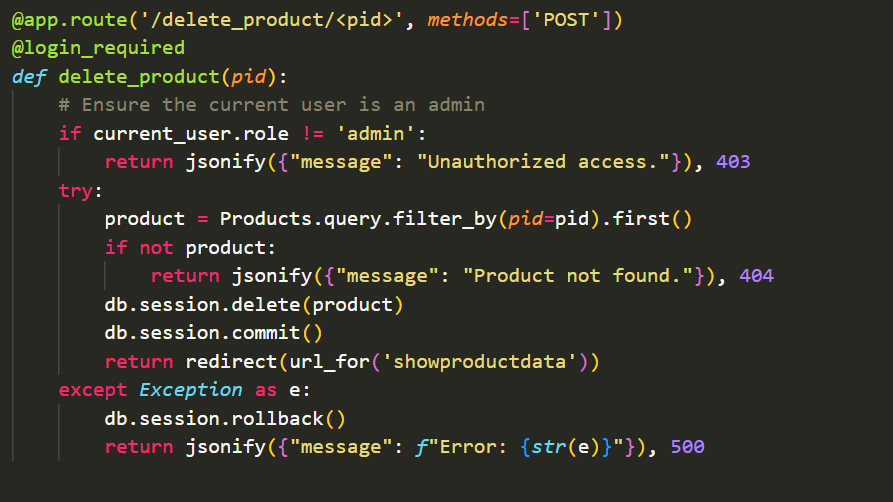 @app.route('/delete_product/<pid>', methods=['POST'])
@login_required
def delete_product(pid):
    # Ensure the current user is an admin
    if current_user.role != 'admin':
        return jsonify({"message": "Unauthorized access."}), 403
    try:
        product = Products.query.filter_by(pid=pid).first()
        if not product:
            return jsonify({"message": "Product not found."}), 404
        db.session.delete(product)
        db.session.commit()
        return redirect(url_for('showproductdata'))
    except Exception as e:
        db.session.rollback()
        return jsonify({"message": f"Error: {str(e)}"}), 500